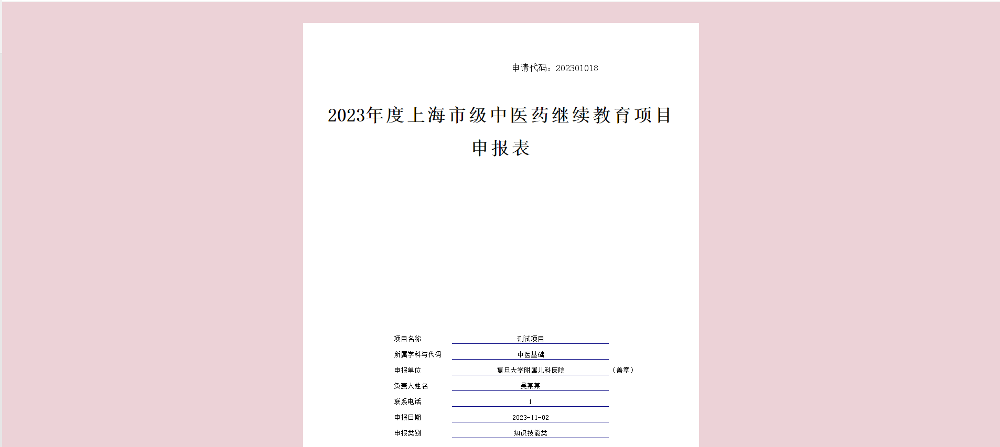 申请代码：202301018
2023年度上海市级中医药继续教育项目
申报表
项目名称 测试项目
所属学科与代码 中医基础
申报单位 复旦大学附属儿科医院 （盖章）
负责人姓名 吴某某
联系电话 1
申报日期 2023-11-02
申报类别 知识技能类